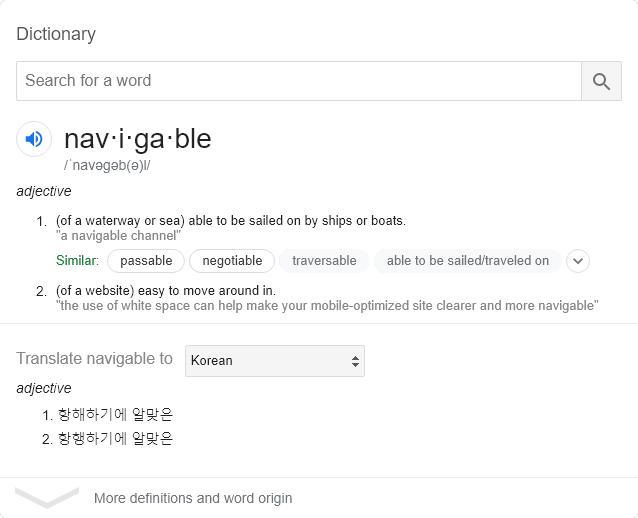 Dictionary
Search for a word
nav·i·ga·ble
/ˈnavəɡəb(ə)l/
adjective
1. (of a waterway or sea) able to be sailed on by ships or boats.
"a navigable channel"
Similar: passable negotiable traversable able to be sailed/traveled on
2. (of a website) easy to move around in.
"the use of white space can help make your mobile-optimized site clearer and more navigable"
Translate navigable to Korean
adjective
1. 항해하기에 알맞은
2. 항행하기에 알맞은
More definitions and word origin